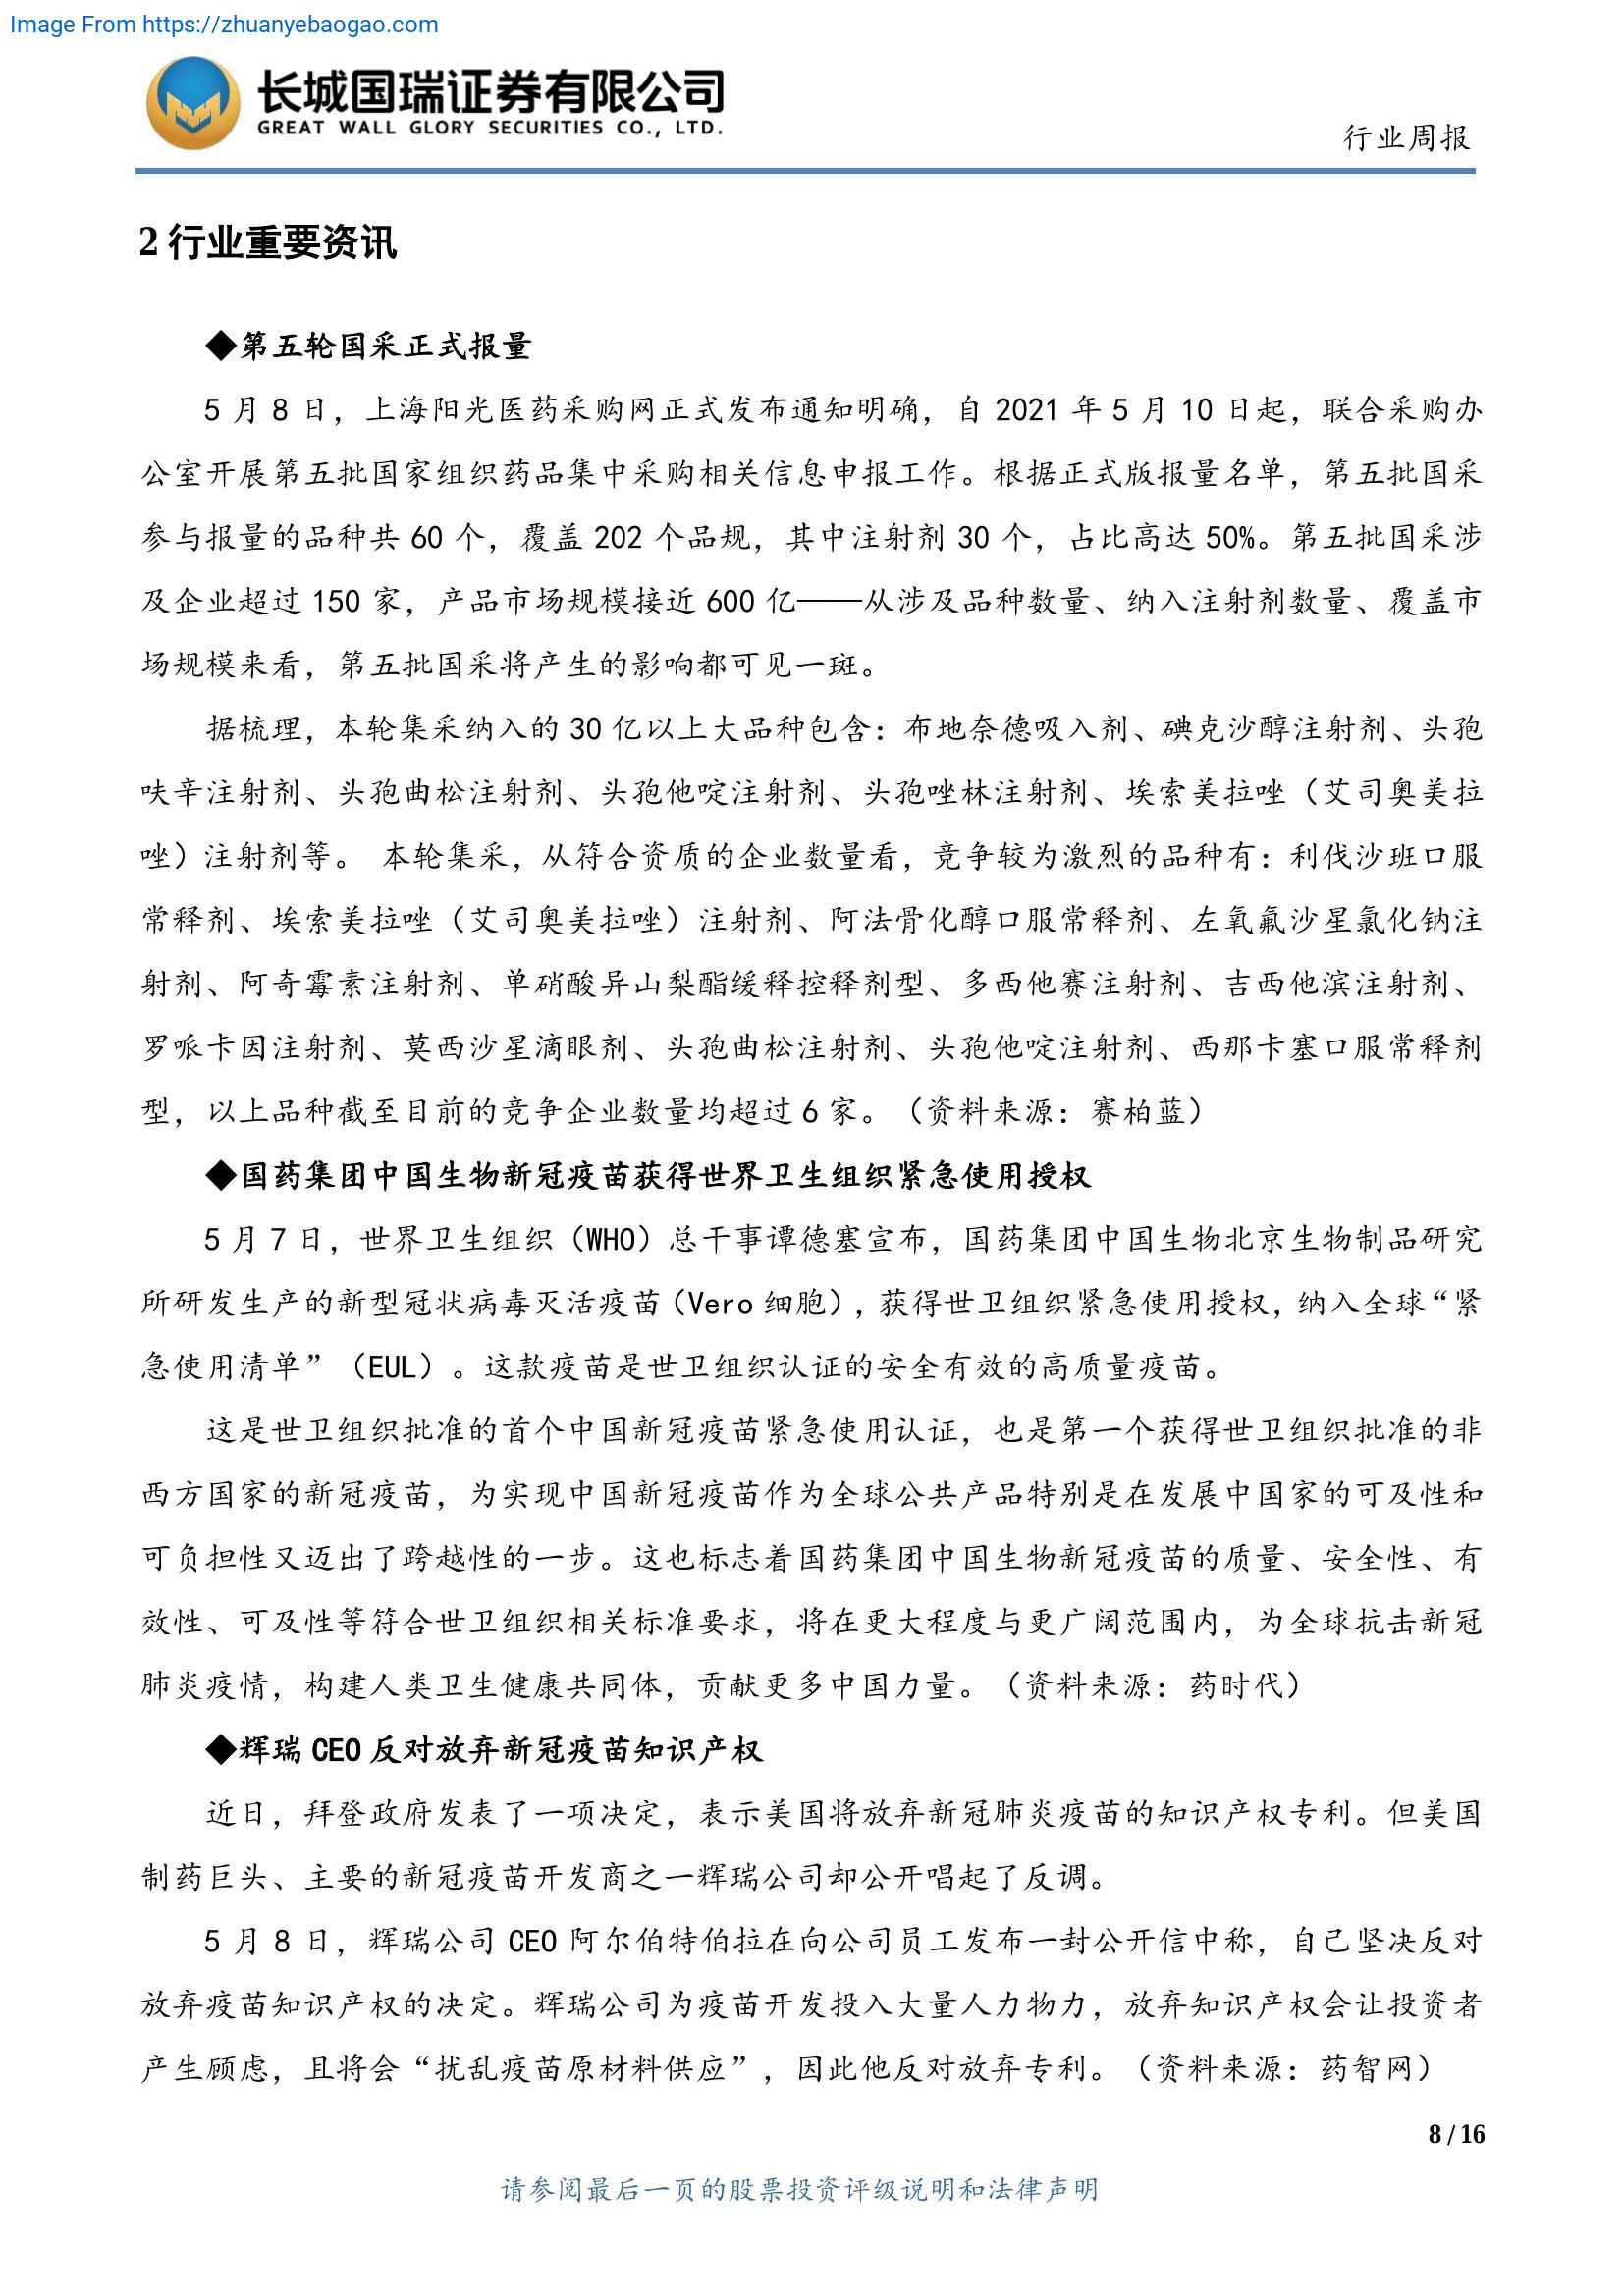 Image From https://zhuanyebaogao.com
长城国瑞证券有限公司
GREAT WALL GLORY SECURITIES CO., LTD.
行业周报
2 行业重要资讯
◆第五轮国采正式报量
5 月 8 日，上海阳光医药采购网正式发布通知明确，自 2021 年 5 月 10 日起，联合采购办
公室开展第五批国家组织药品集中采购相关信息申报工作。根据正式版报量名单，第五批国采
参与报量的品种共 60 个，覆盖 202 个品规，其中注射剂 30 个，占比高达 50%。第五批国采涉
及企业超过 150 家，产品市场规模接近 600 亿——从涉及品种数量、纳入注射剂数量、覆盖市
场规模来看，第五批国采将产生的影响都可见一斑。
据梳理，本轮集采纳入的 30 亿以上大品种包含：布地奈德吸入剂、碘克沙醇注射剂、头孢
呋辛注射剂、头孢曲松注射剂、头孢他啶注射剂、头孢唑林注射剂、埃索美拉唑（艾司奥美拉
唑）注射剂等。 本轮集采，从符合资质的企业数量看，竞争较为激烈的品种有：利伐沙班口服
常释剂、埃索美拉唑（艾司奥美拉唑）注射剂、阿法骨化醇口服常释剂、左氧氟沙星氯化钠注
射剂、阿奇霉素注射剂、单硝酸异山梨酯缓释控释剂型、多西他赛注射剂、吉西他滨注射剂、
罗哌卡因注射剂、莫西沙星滴眼剂、头孢曲松注射剂、头孢他啶注射剂、西那卡塞口服常释剂
型，以上品种截至目前的竞争企业数量均超过 6 家。（资料来源：赛柏蓝）
◆国药集团中国生物新冠疫苗获得世界卫生组织紧急使用授权
5 月 7 日，世界卫生组织（WHO）总干事谭德塞宣布，国药集团中国生物北京生物制品研究
所研发生产的新型冠状病毒灭活疫苗（Vero 细胞），获得世卫组织紧急使用授权，纳入全球“紧
急使用清单”（EUL）。这款疫苗是世卫组织认证的安全有效的高质量疫苗。
这是世卫组织批准的首个中国新冠疫苗紧急使用认证，也是第一个获得世卫组织批准的非
西方国家的新冠疫苗，为实现中国新冠疫苗作为全球公共产品特别是在发展中国家的可及性和
可负担性又迈出了跨越性的一步。这也标志着国药集团中国生物新冠疫苗的质量、安全性、有
效性、可及性等符合世卫组织相关标准要求，将在更大程度与更广阔范围内，为全球抗击新冠
肺炎疫情，构建人类卫生健康共同体，贡献更多中国力量。（资料来源：药时代）
◆辉瑞 CEO 反对放弃新冠疫苗知识产权
近日，拜登政府发表了一项决定，表示美国将放弃新冠肺炎疫苗的知识产权专利。但美国
制药巨头、主要的新冠疫苗开发商之一辉瑞公司却公开唱起了反调。
5 月 8 日，辉瑞公司 CEO 阿尔伯特伯拉在向公司员工发布一封公开信中称，自己坚决反对
放弃疫苗知识产权的决定。辉瑞公司为疫苗开发投入大量人力物力，放弃知识产权会让投资者
产生顾虑，且将会“扰乱疫苗原材料供应”，因此他反对放弃专利。（资料来源：药智网）
8 / 16
请参阅最后一页的股票投资评级说明和法律声明